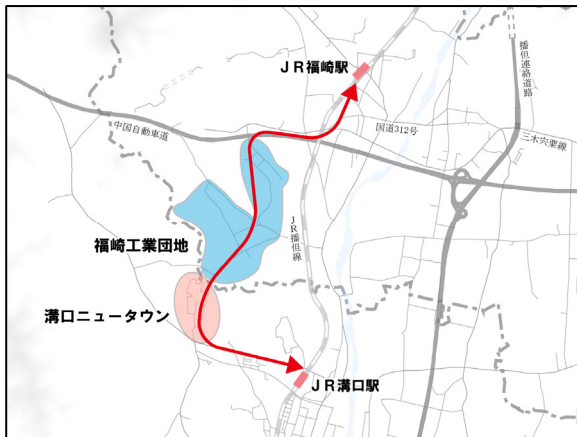 JR福崎駅
播但連絡道路
中国自動車道
国道312号
三木宍粟線
福崎工業団地
JR播但線
溝口ニュータウン
JR溝口駅